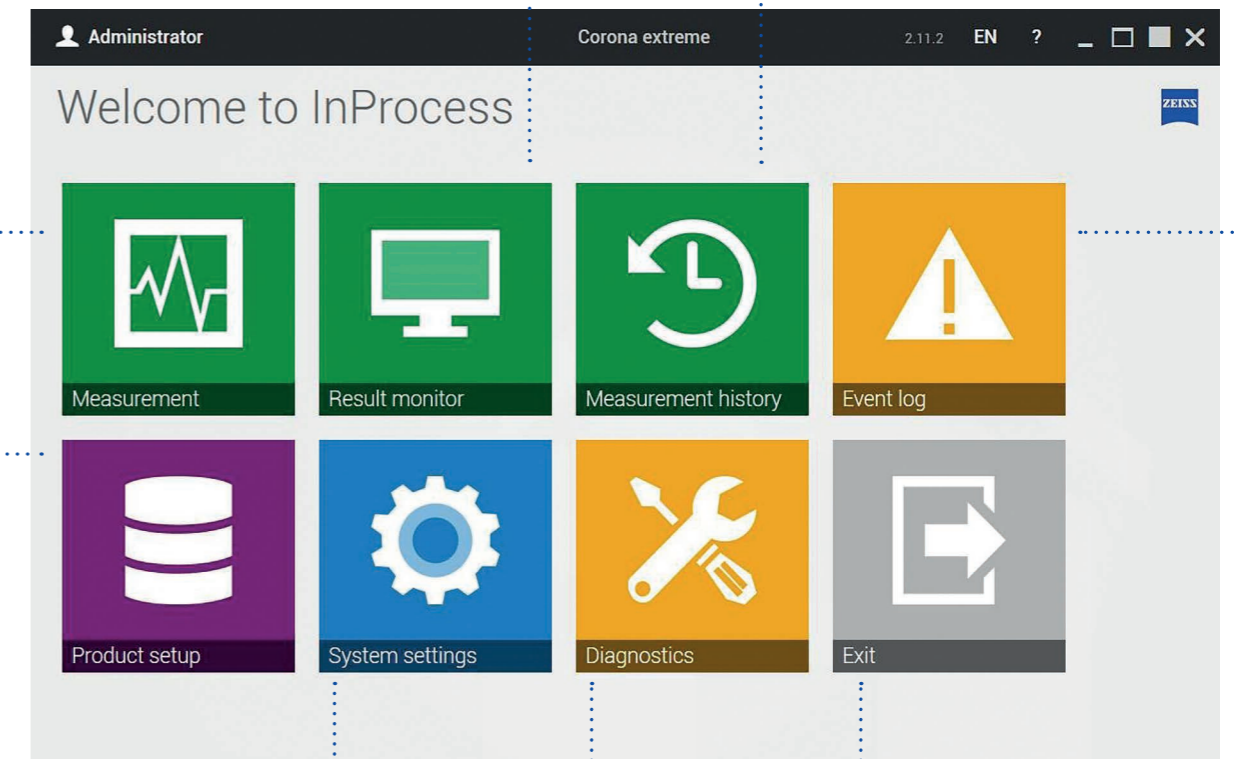 Administrator Corona extreme 2.11.2 EN ?
Welcome to InProcess
ZEISS
Measurement Result monitor Measurement history Event log
Product setup System settings Diagnostics Exit